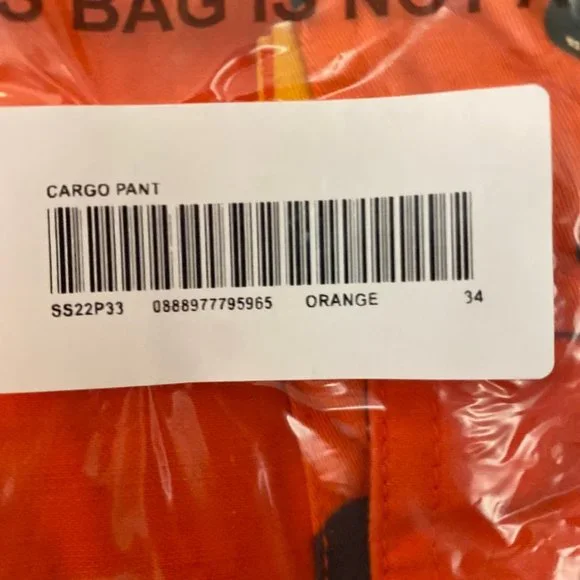 S BAG IS NOT A
CARGO PANT
SS22P33 0888977795965 ORANGE 34